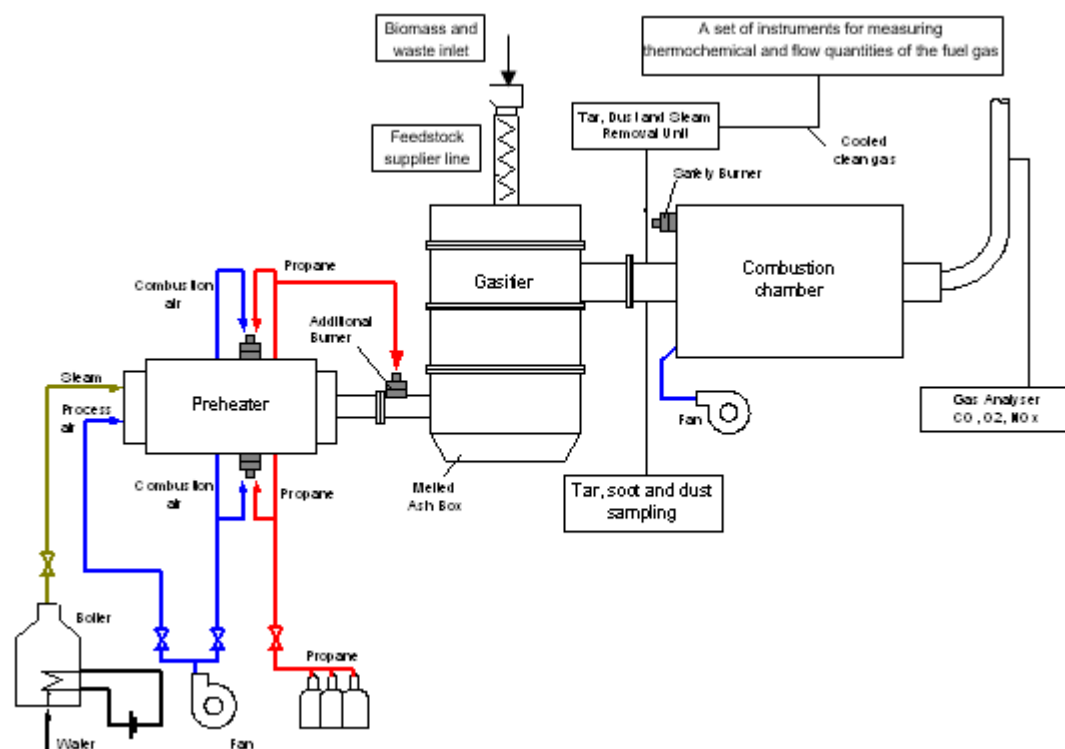 Biomass and
waste inlet
A set of instruments for measuring
thermochemical and flow quantities of the fuel gas
Feedstock
supplier line
Tar, Dust and Steam
Removal Unit
Cooled
clean gas
Safety Burner
Propane
Combustion
air
Gasifier
Combustion
chamber
Additional
Burner
Steam
Preheater
Process
air
Fan
Gas Analyser
CO, O2, NOx
Combustion
air
Propane
Melted
Ash Box
Tar, soot and dust
sampling
Boiler
Propane
Water
Fan